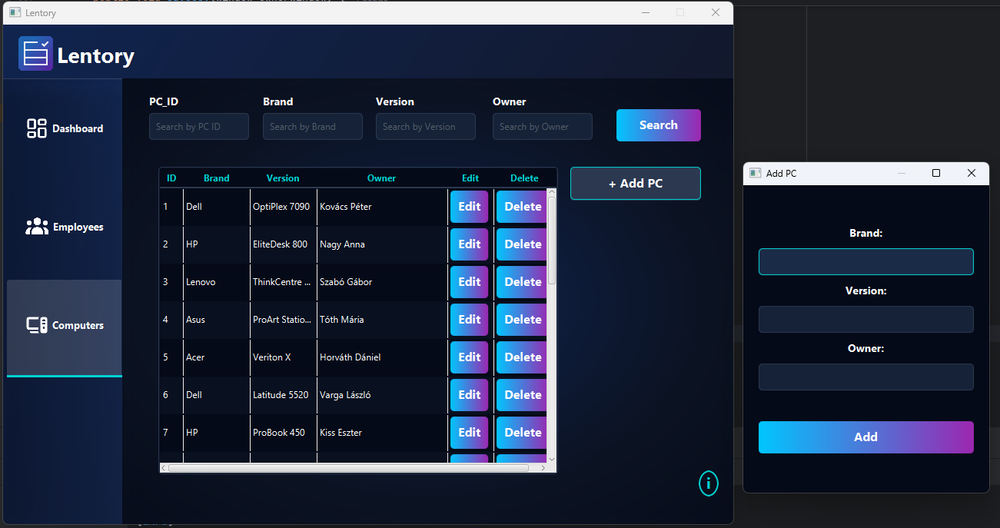 Lentory
Lentory
Dashboard
Employees
Computers
PC_ID Brand Version Owner
Search by PC ID Search by Brand Search by Version Search by Owner Search
+ Add PC
ID Brand Version Owner Edit Delete
1 Dell OptiPlex 7090 Kovács Péter Edit Delete
2 HP EliteDesk 800 Nagy Anna Edit Delete
3 Lenovo ThinkCentre ... Szabó Gábor Edit Delete
4 Asus ProArt Statio... Tóth Mária Edit Delete
5 Acer Veriton X Horváth Dániel Edit Delete
6 Dell Latitude 5520 Varga László Edit Delete
7 HP ProBook 450 Kiss Eszter Edit Delete
i
Add PC
Brand:
Version:
Owner:
Add